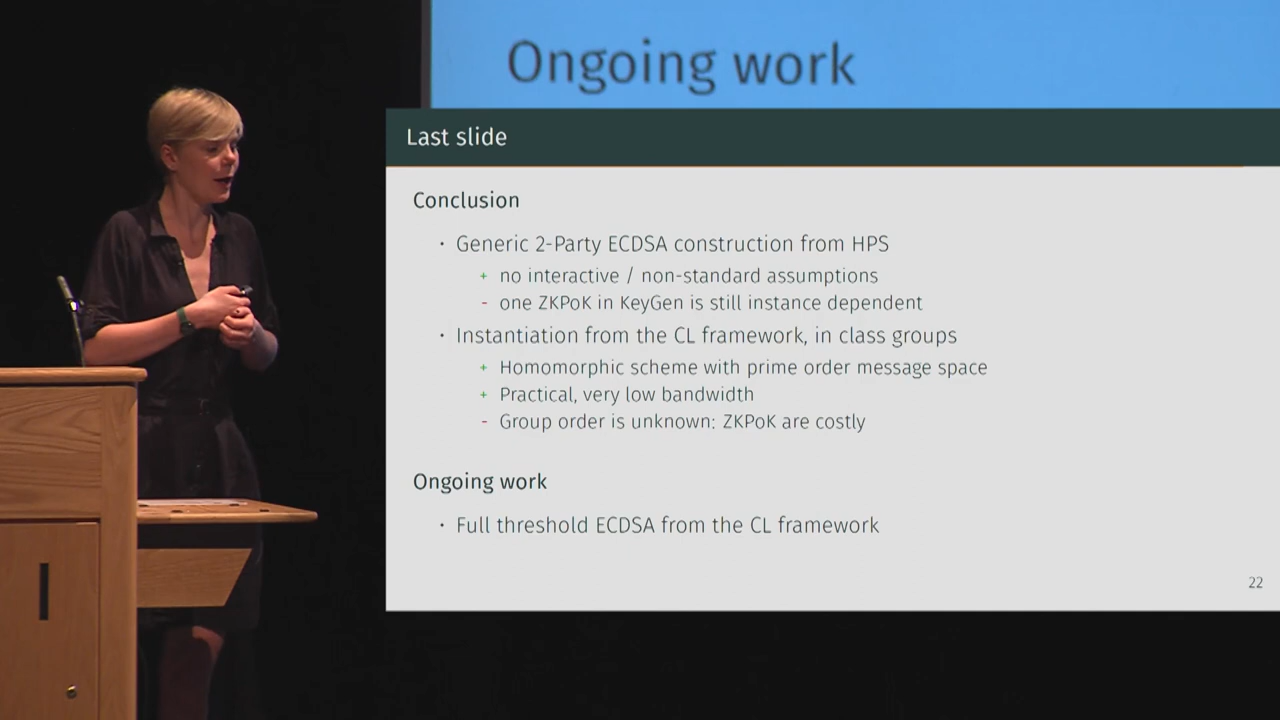 Ongoing work
Last slide
Conclusion
· Generic 2-Party ECDSA construction from HPS
+ no interactive / non-standard assumptions
- one ZKPoK in KeyGen is still instance dependent
· Instantiation from the CL framework, in class groups
+ Homomorphic scheme with prime order message space
+ Practical, very low bandwidth
- Group order is unknown: ZKPoK are costly
Ongoing work
· Full threshold ECDSA from the CL framework
22